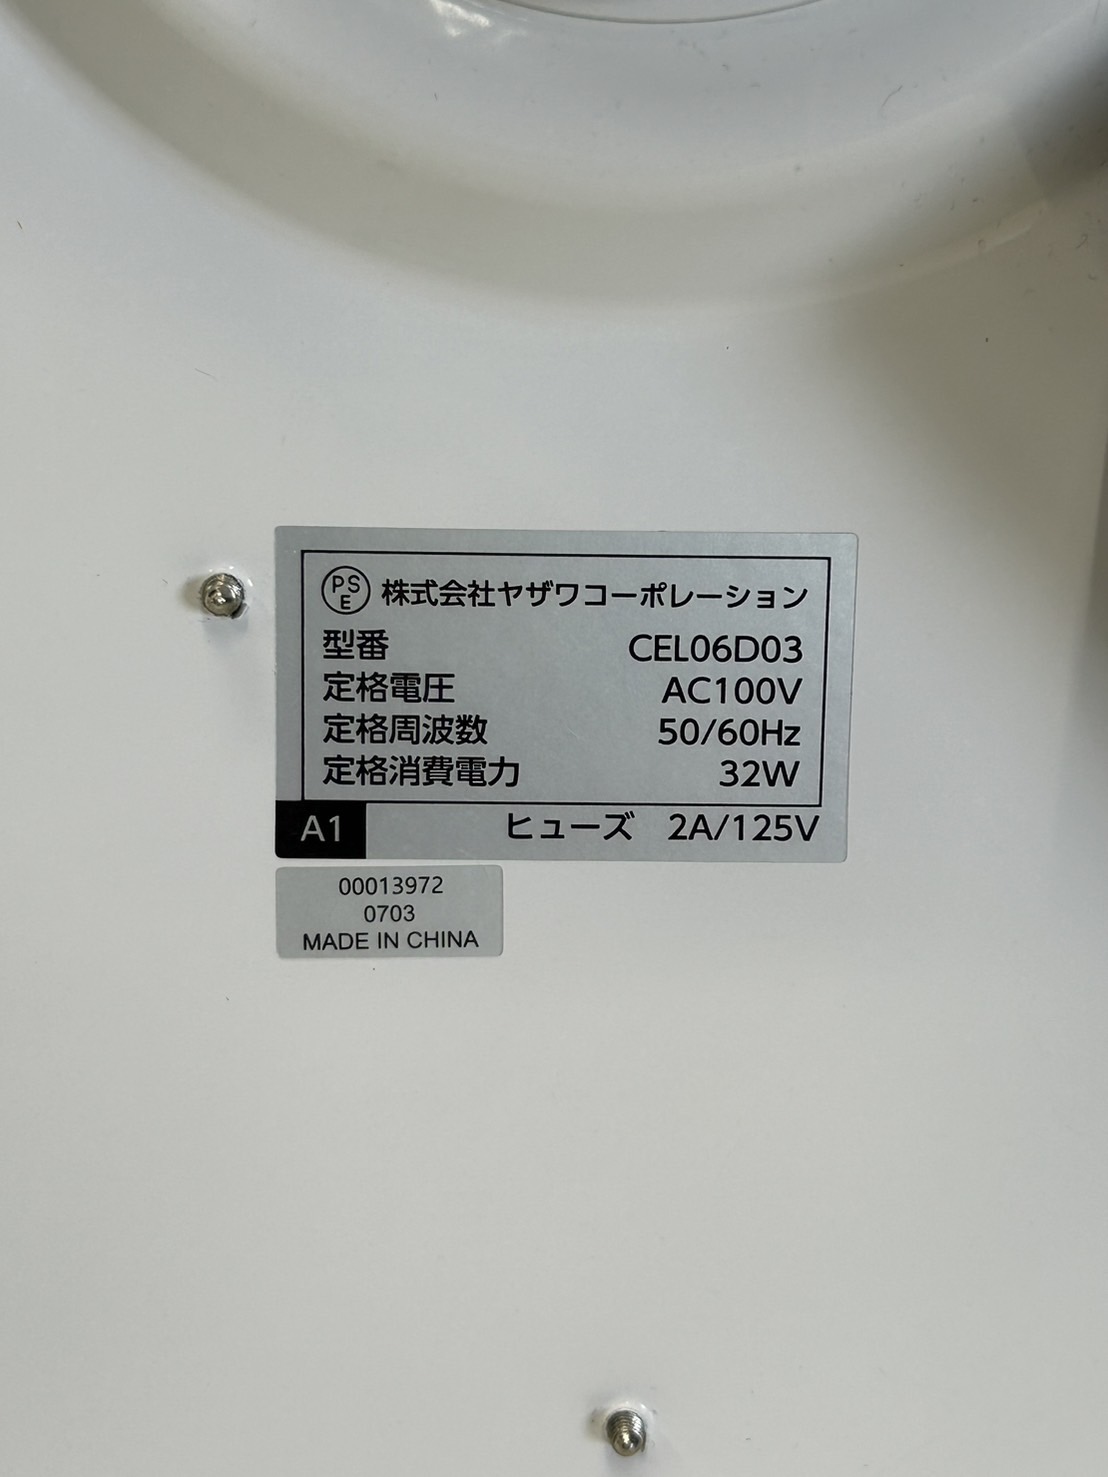 PSE 株式会社ヤザワコーポレーション
型番 CEL06D03
定格電圧 AC100V
定格周波数 50/60Hz
定格消費電力 32W
A1 ヒューズ 2A/125V
00013972
0703
MADE IN CHINA